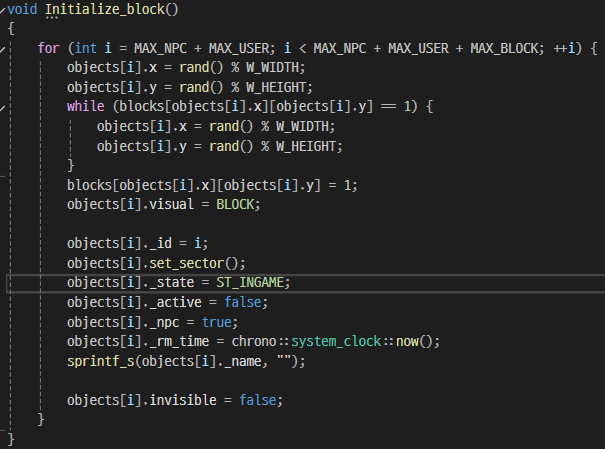 void Initialize_block()
{
    for (int i = MAX_NPC + MAX_USER; i < MAX_NPC + MAX_USER + MAX_BLOCK; ++i) {
        objects[i].x = rand() % W_WIDTH;
        objects[i].y = rand() % W_HEIGHT;
        while (blocks[objects[i].x][objects[i].y] == 1) {
            objects[i].x = rand() % W_WIDTH;
            objects[i].y = rand() % W_HEIGHT;
        }
        blocks[objects[i].x][objects[i].y] = 1;
        objects[i].visual = BLOCK;

        objects[i]._id = i;
        objects[i].set_sector();
        objects[i]._state = ST_INGAME;
        objects[i]._active = false;
        objects[i]._npc = true;
        objects[i]._rm_time = chrono::system_clock::now();
        sprintf_s(objects[i]._name, "");

        objects[i].invisible = false;
    }
}